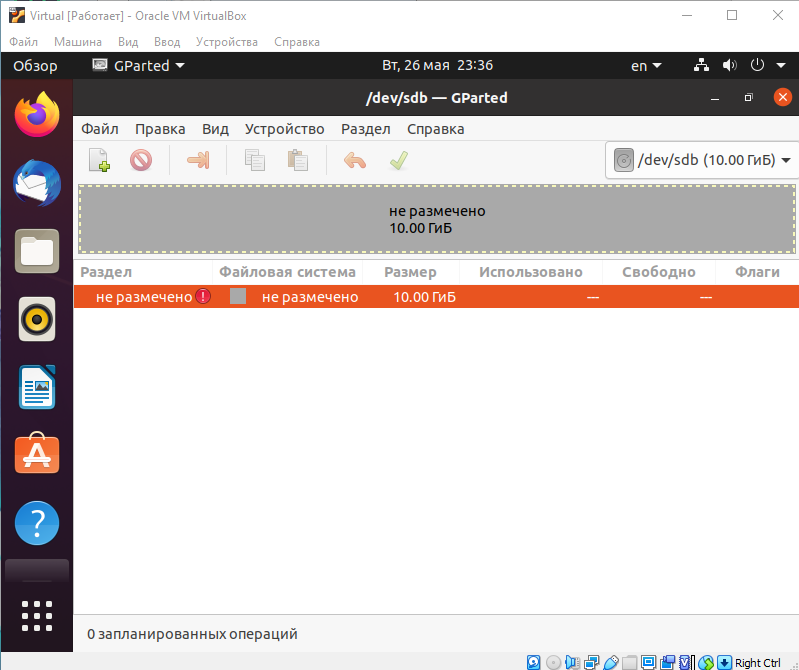 Virtual [Работает] - Oracle VM VirtualBox
Файл Машина Вид Ввод Устройства Справка
Обзор GParted Вт, 26 мая 23:36 en
/dev/sdb — GParted
Файл Правка Вид Устройство Раздел Справка
/dev/sdb (10.00 ГиБ)
не размечено
10.00 ГиБ
Раздел Файловая система Размер Использовано Свободно Флаги
не размечено не размечено 10.00 ГиБ --- ---
0 запланированных операций
Right Ctrl